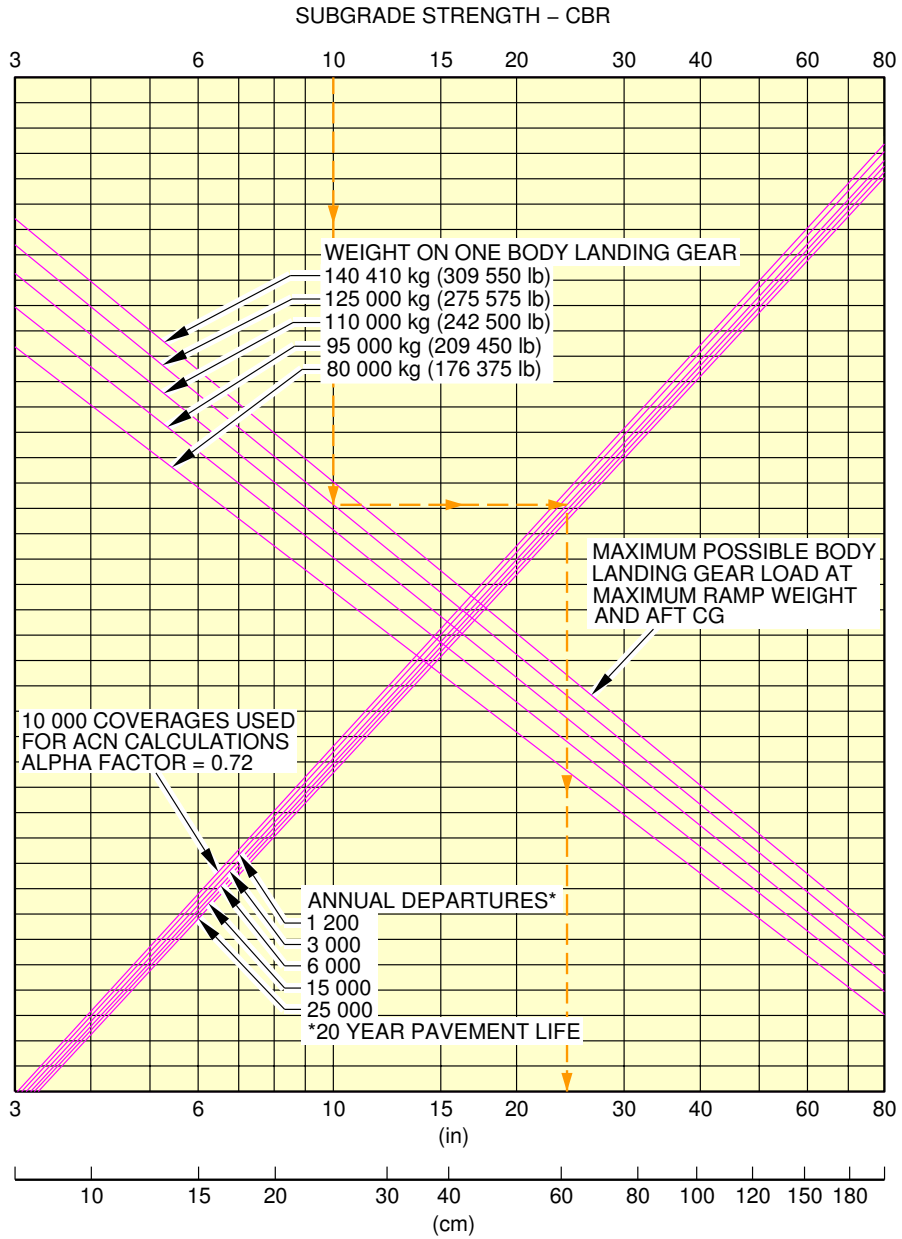 SUBGRADE STRENGTH – CBR
3 6 10 15 20 30 40 60 80
WEIGHT ON ONE BODY LANDING GEAR
140 410 kg (309 550 lb)
125 000 kg (275 575 lb)
110 000 kg (242 500 lb)
95 000 kg (209 450 lb)
80 000 kg (176 375 lb)
MAXIMUM POSSIBLE BODY
LANDING GEAR LOAD AT
MAXIMUM RAMP WEIGHT
AND AFT CG
10 000 COVERAGES USED
FOR ACN CALCULATIONS
ALPHA FACTOR = 0.72
ANNUAL DEPARTURES*
1 200
3 000
6 000
15 000
25 000
*20 YEAR PAVEMENT LIFE
3 6 10 15 20 30 40 60 80
(in)
10 15 20 30 40 60 80 100 120 150 180
(cm)